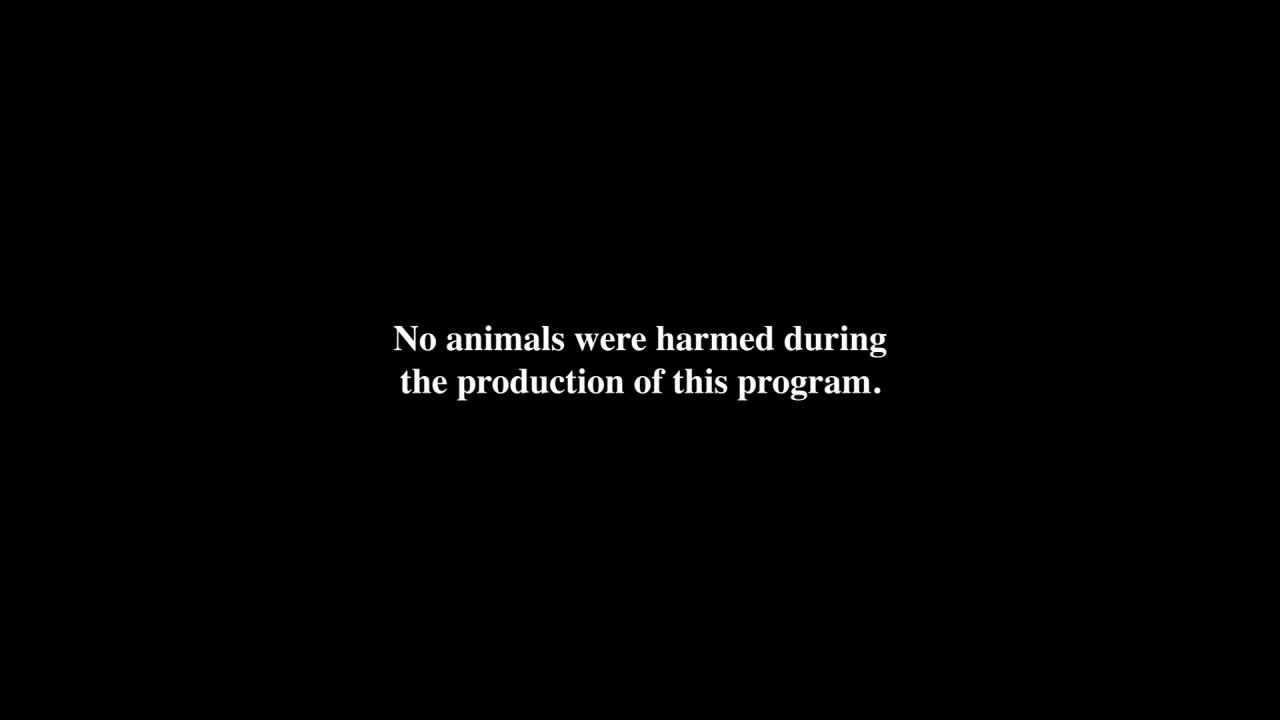 No animals were harmed during
the production of this program.